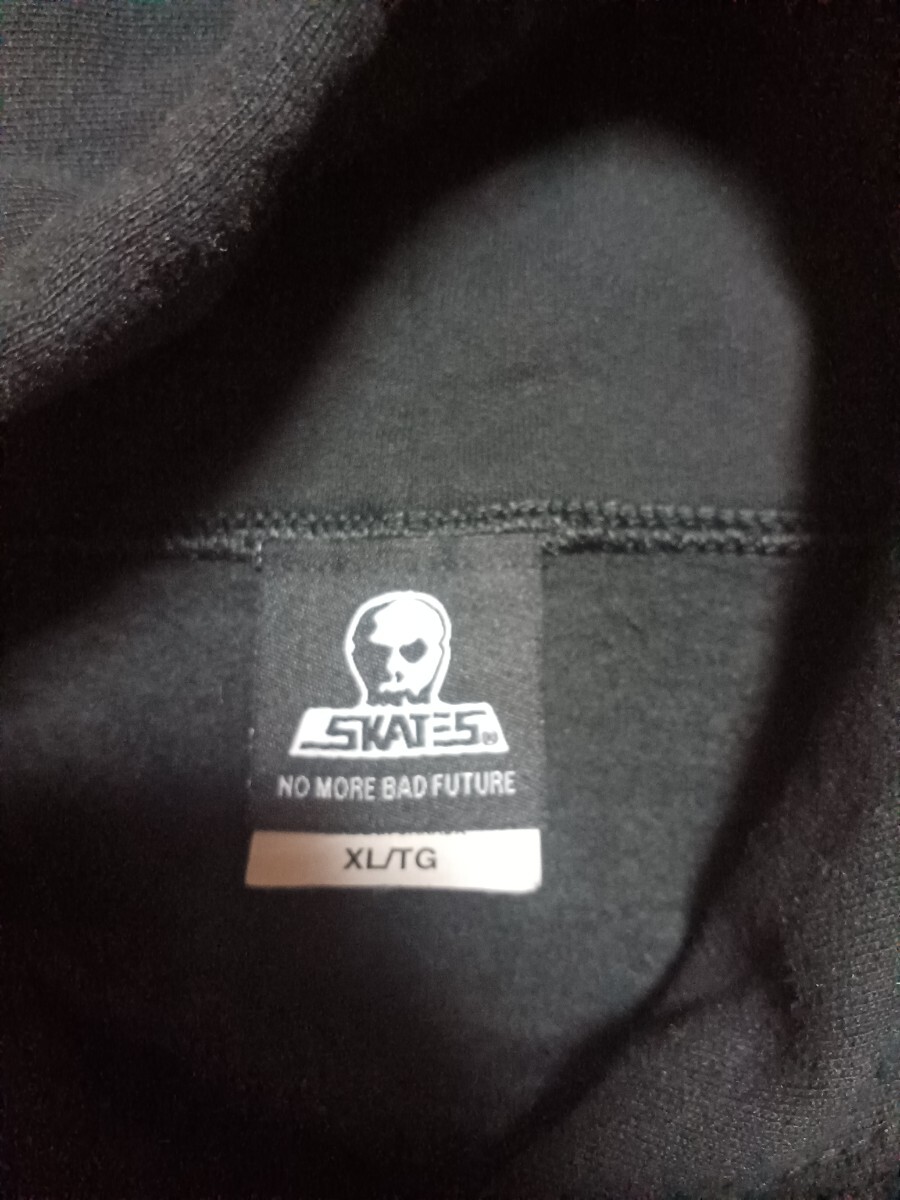 SKATES®
NO MORE BAD FUTURE
XL/TG